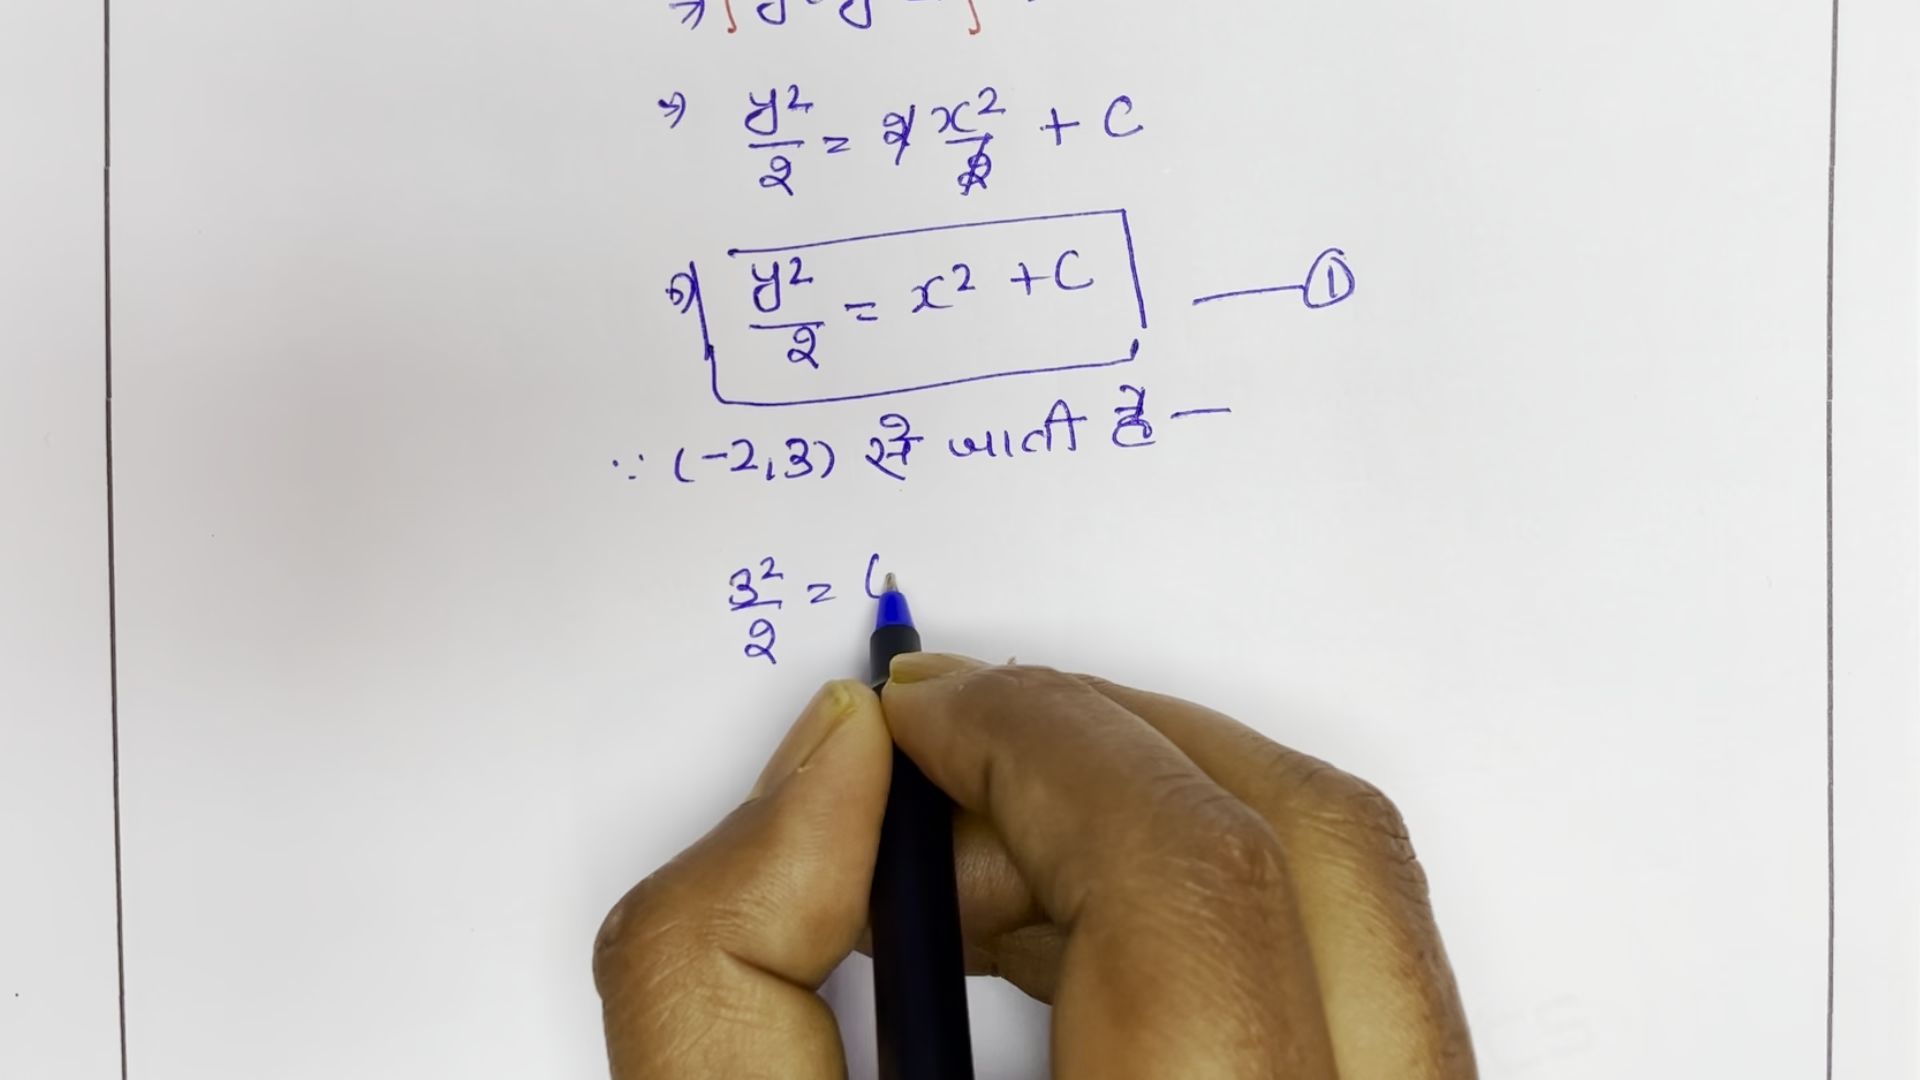 ⇒ y²/2 = 2 x²/2 + C
⇒ y²/2 = x² + C —— ①
∵ (-2,3) से जाती है —
3²/2 = (